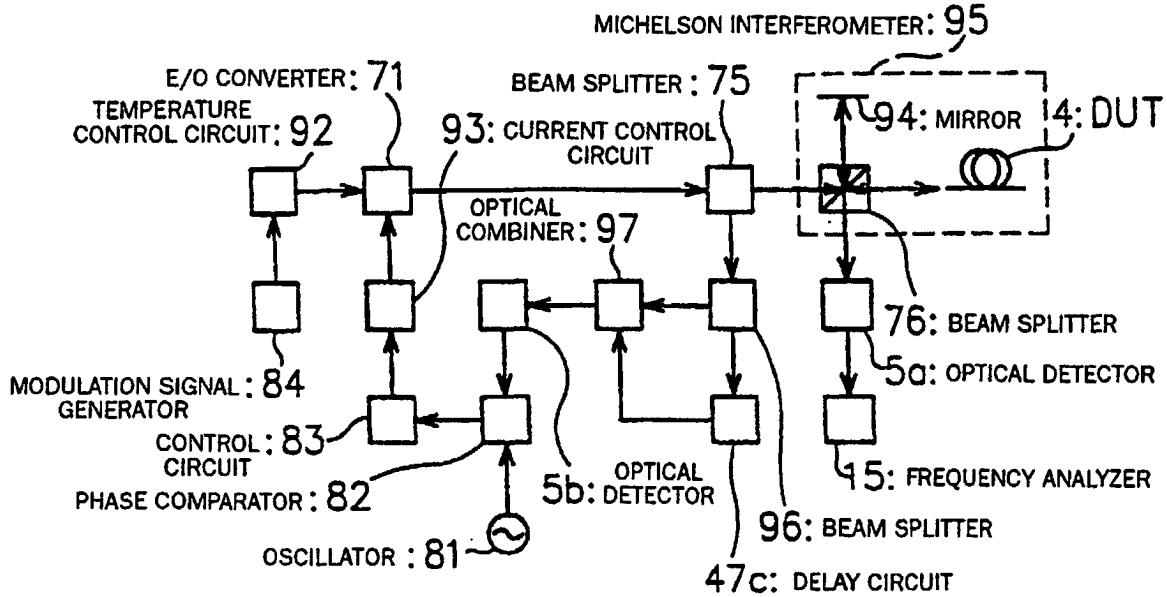 MICHELSON INTERFEROMETER: 95
E/O CONVERTER: 71
BEAM SPLITTER: 75
TEMPERATURE
CONTROL CIRCUIT: 92
93: CURRENT CONTROL
CIRCUIT
94: MIRROR
4: DUT
OPTICAL
COMBINER: 97
76: BEAM SPLITTER
MODULATION SIGNAL: 84
GENERATOR
5a: OPTICAL DETECTOR
CONTROL: 83
CIRCUIT
PHASE COMPARATOR: 82
5b: OPTICAL
DETECTOR
15: FREQUENCY ANALYZER
96: BEAM SPLITTER
OSCILLATOR: 81
47c: DELAY CIRCUIT